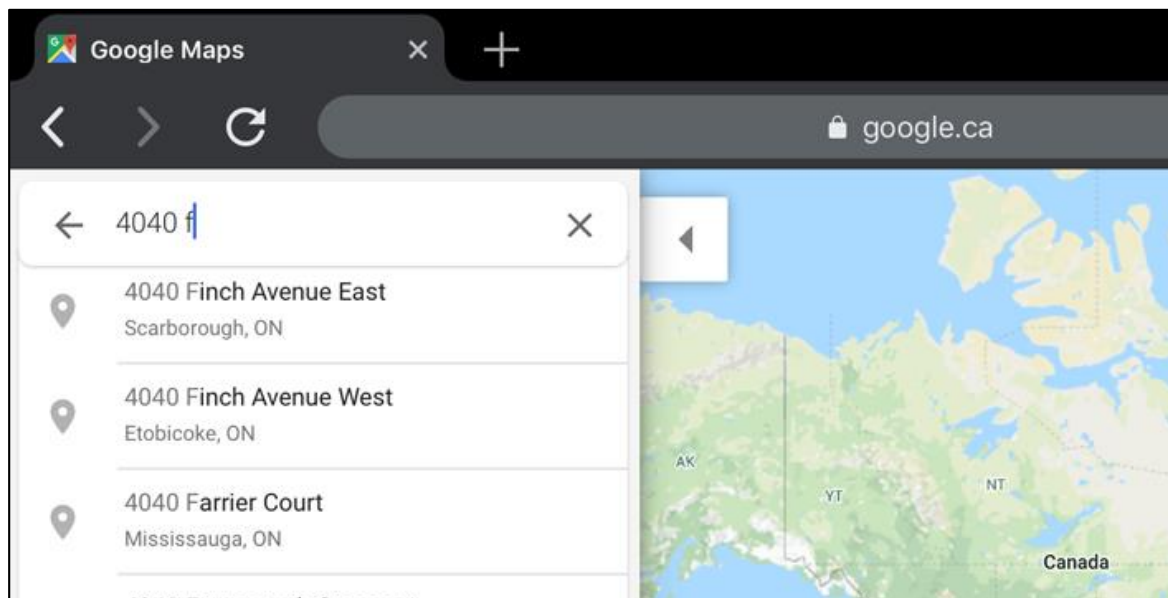 Google Maps
google.ca
4040 f
4040 Finch Avenue East
Scarborough, ON
4040 Finch Avenue West
Etobicoke, ON
4040 Farrier Court
Mississauga, ON
AK
YT
NT
Canada